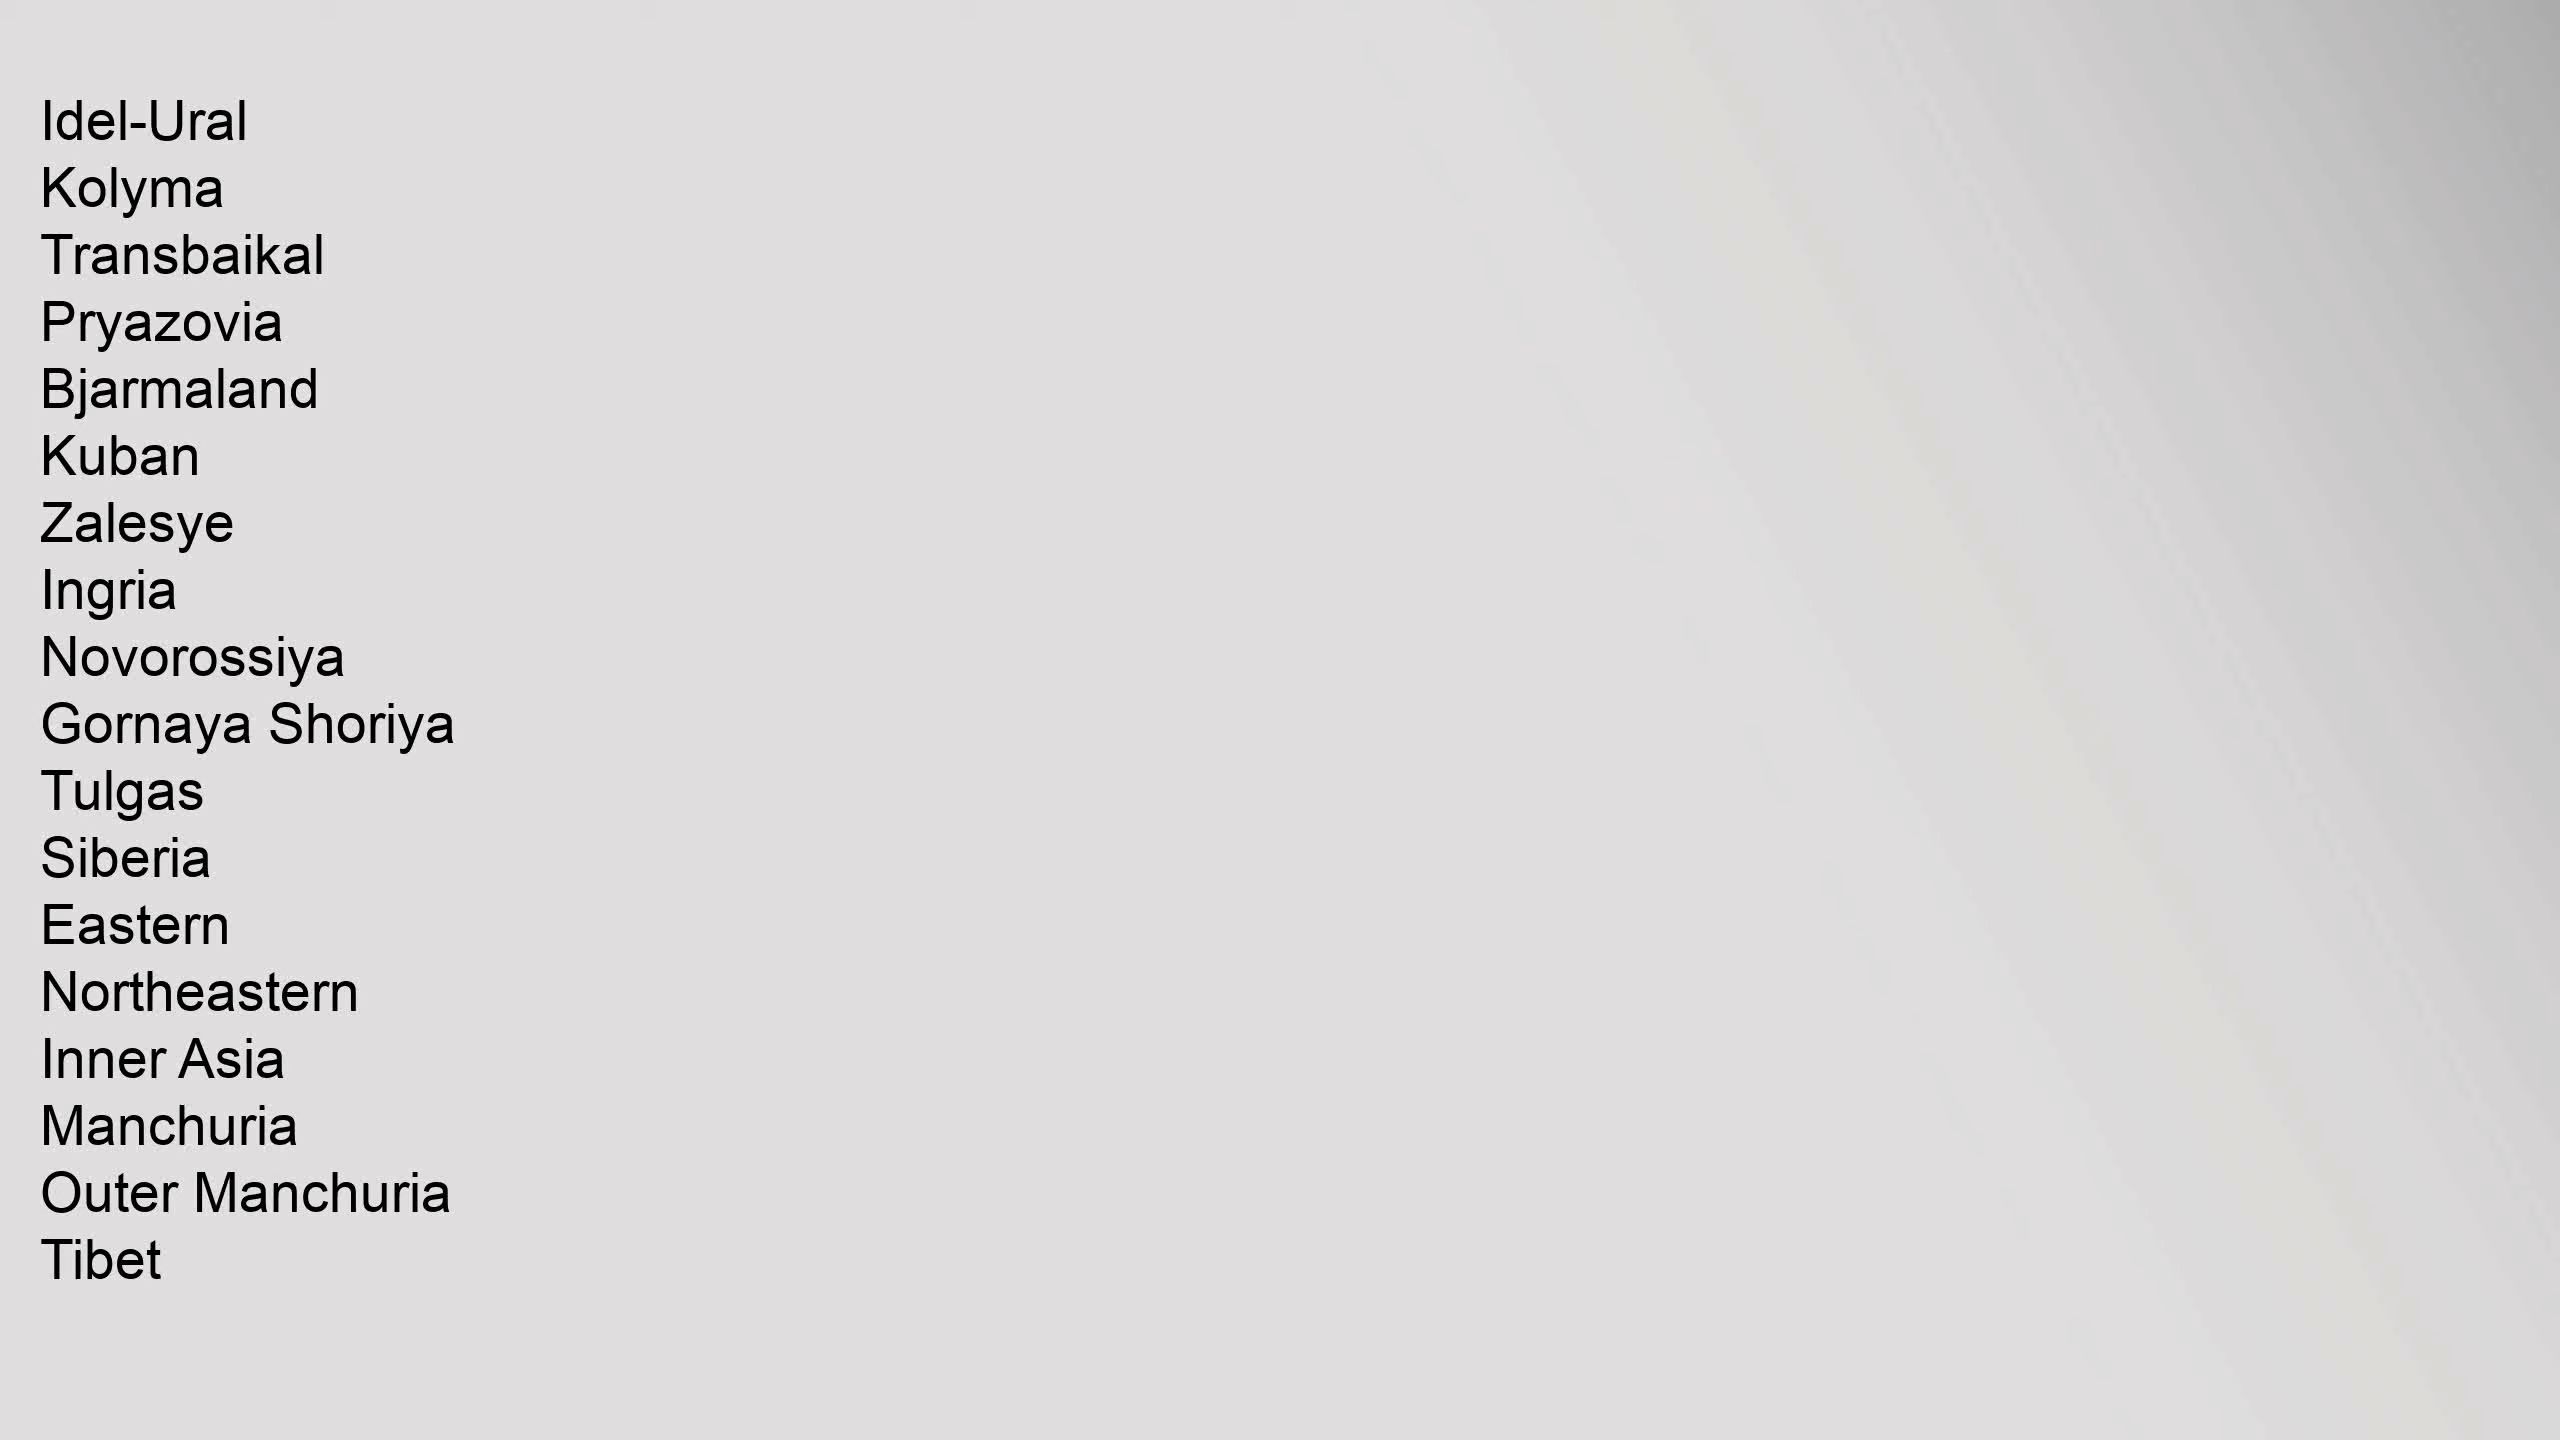 Idel-Ural
Kolyma
Transbaikal
Pryazovia
Bjarmaland
Kuban
Zalesye
Ingria
Novorossiya
Gornaya Shoriya
Tulgas
Siberia
Eastern
Northeastern
Inner Asia
Manchuria
Outer Manchuria
Tibet